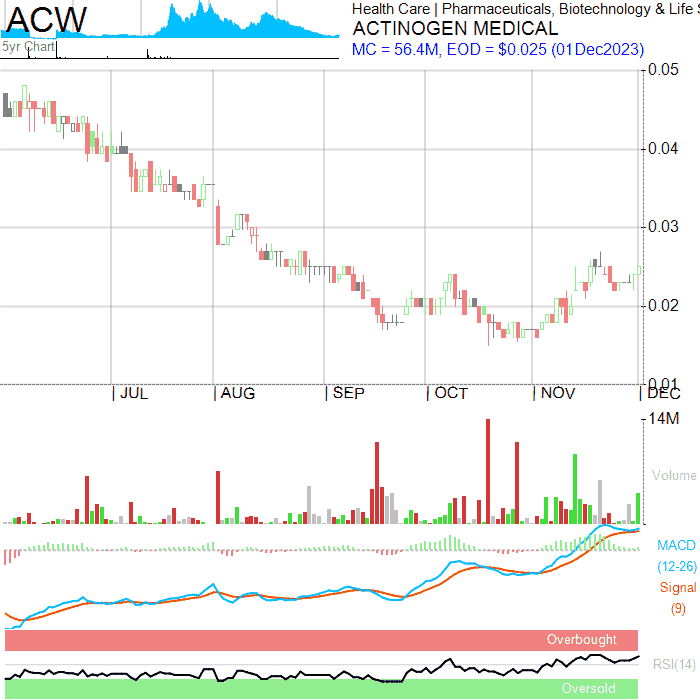 ACW
5yr Chart
Health Care | Pharmaceuticals, Biotechnology & Life S
ACTINOGEN MEDICAL
MC = 56.4M, EOD = $0.025 (01Dec2023)
0.05
0.04
0.03
0.02
0.01
| JUL | AUG | SEP | OCT | NOV | DEC
14M
Volume
MACD
(12-26)
Signal
(9)
Overbought
RSI(14)
Oversold